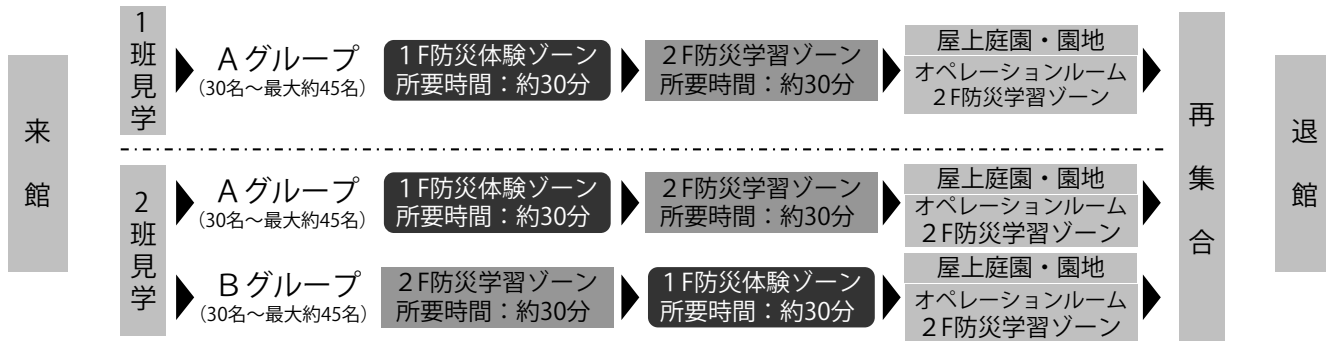 来館
1班見学
Aグループ
(30名～最大約45名)
1F防災体験ゾーン
所要時間：約30分
2F防災学習ゾーン
所要時間：約30分
屋上庭園・園地
オペレーションルーム
2F防災学習ゾーン
2班見学
Aグループ
(30名～最大約45名)
1F防災体験ゾーン
所要時間：約30分
2F防災学習ゾーン
所要時間：約30分
屋上庭園・園地
オペレーションルーム
2F防災学習ゾーン
Bグループ
(30名～最大約45名)
2F防災学習ゾーン
所要時間：約30分
1F防災体験ゾーン
所要時間：約30分
屋上庭園・園地
オペレーションルーム
2F防災学習ゾーン
再集合
退館